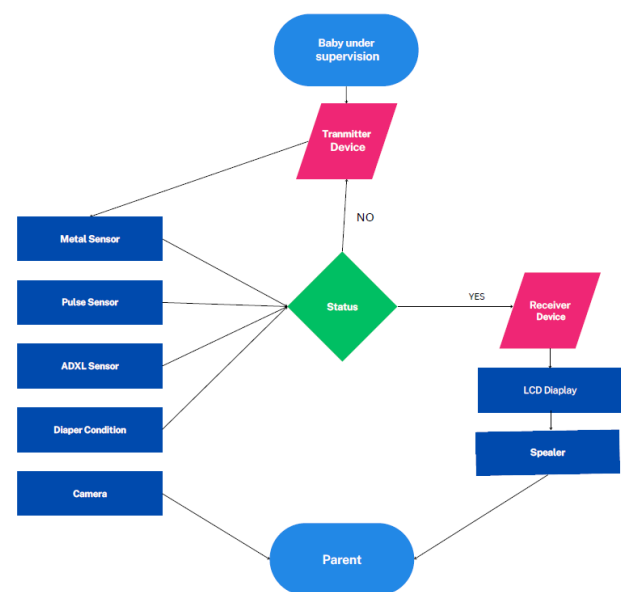 Baby under
supervision
Tranmitter
Device
NO
Metal Sensor
Pulse Sensor
Status
YES
Receiver
Device
ADXL Sensor
LCD Display
Diaper Condition
Spealer
Camera
Parent